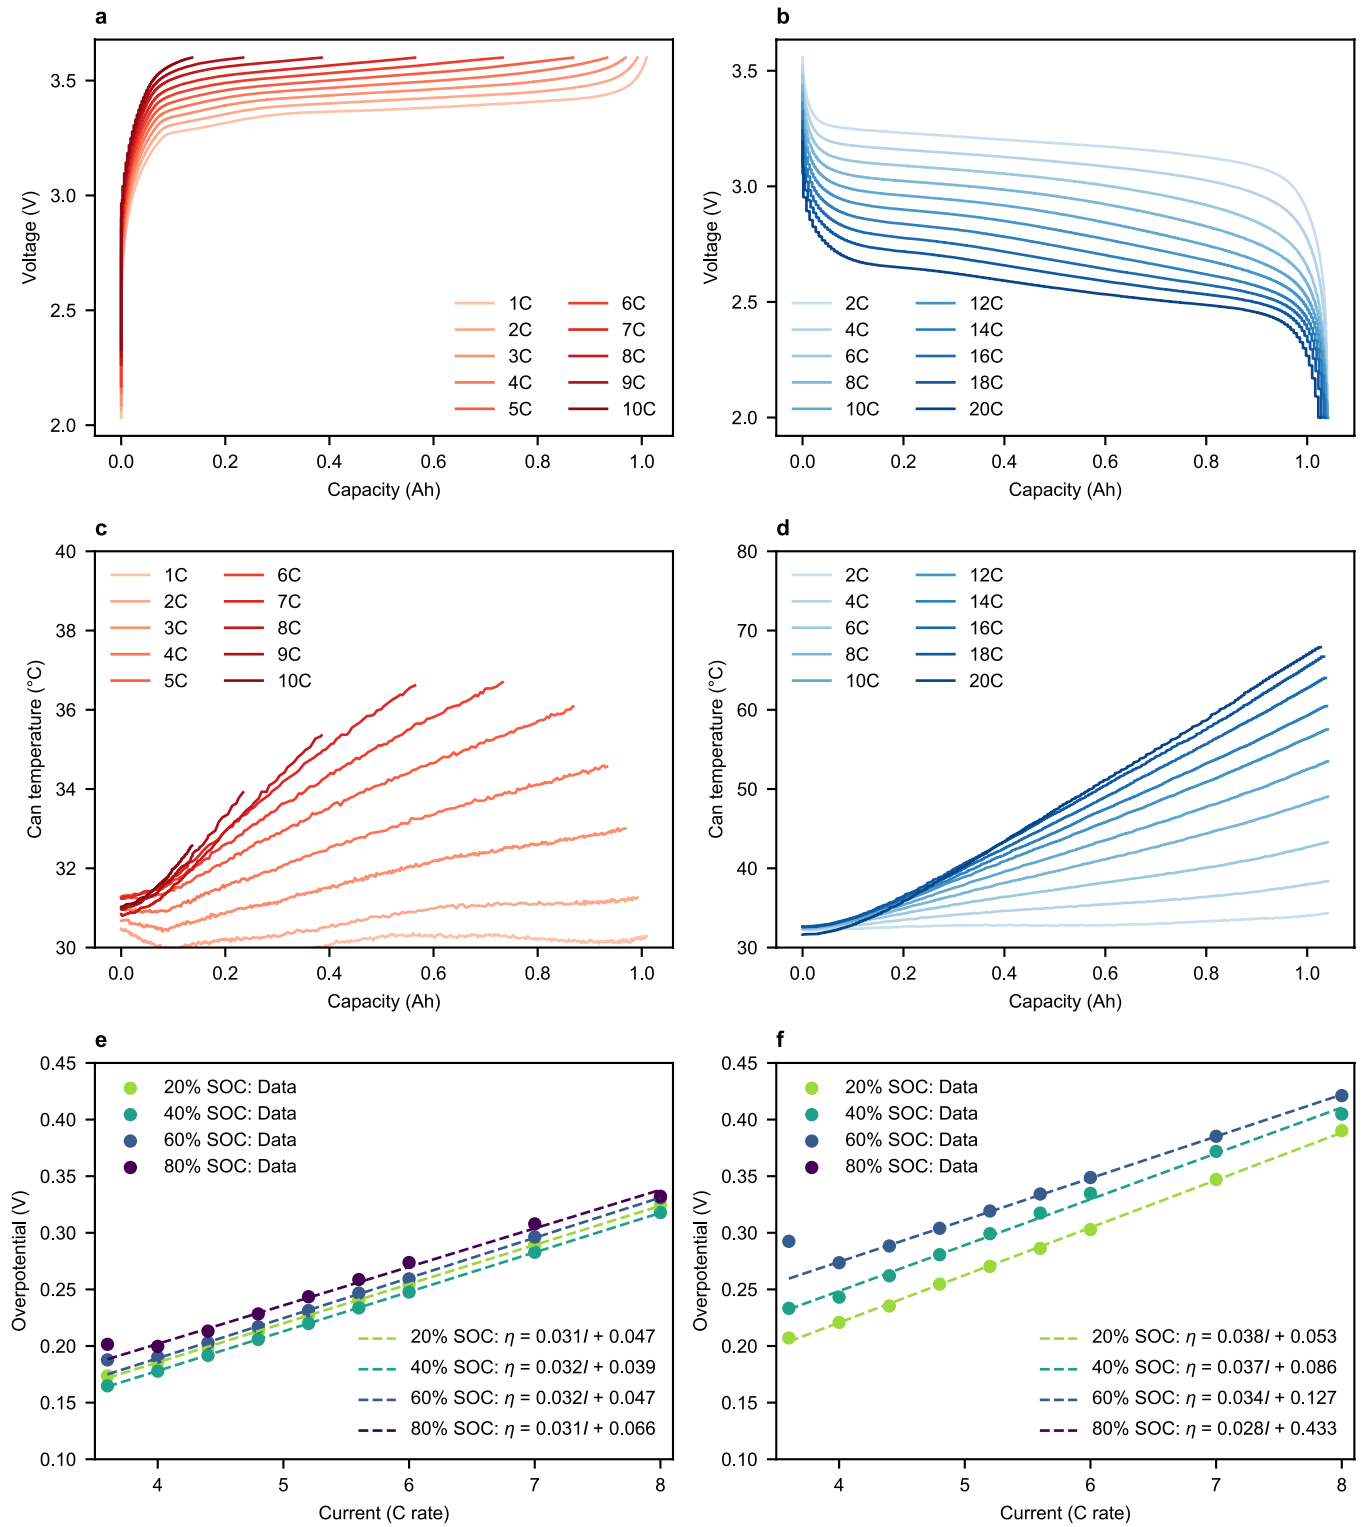 a
3.5
3.0
2.5
2.0
Voltage (V)
1C
2C
3C
4C
5C
6C
7C
8C
9C
10C
0.0 0.2 0.4 0.6 0.8 1.0
Capacity (Ah)
b
3.5
3.0
2.5
2.0
Voltage (V)
2C
4C
6C
8C
10C
12C
14C
16C
18C
20C
0.0 0.2 0.4 0.6 0.8 1.0
Capacity (Ah)
c
40
38
36
34
32
30
Can temperature (°C)
1C
2C
3C
4C
5C
6C
7C
8C
9C
10C
0.0 0.2 0.4 0.6 0.8 1.0
Capacity (Ah)
d
80
70
60
50
40
30
Can temperature (°C)
2C
4C
6C
8C
10C
12C
14C
16C
18C
20C
0.0 0.2 0.4 0.6 0.8 1.0
Capacity (Ah)
e
0.45
0.40
0.35
0.30
0.25
0.20
0.15
0.10
Overpotential (V)
20% SOC: Data
40% SOC: Data
60% SOC: Data
80% SOC: Data
20% SOC: η = 0.031I + 0.047
40% SOC: η = 0.032I + 0.039
60% SOC: η = 0.032I + 0.047
80% SOC: η = 0.031I + 0.066
4 5 6 7 8
Current (C rate)
f
0.45
0.40
0.35
0.30
0.25
0.20
0.15
0.10
Overpotential (V)
20% SOC: Data
40% SOC: Data
60% SOC: Data
80% SOC: Data
20% SOC: η = 0.038I + 0.053
40% SOC: η = 0.037I + 0.086
60% SOC: η = 0.034I + 0.127
80% SOC: η = 0.028I + 0.433
4 5 6 7 8
Current (C rate)